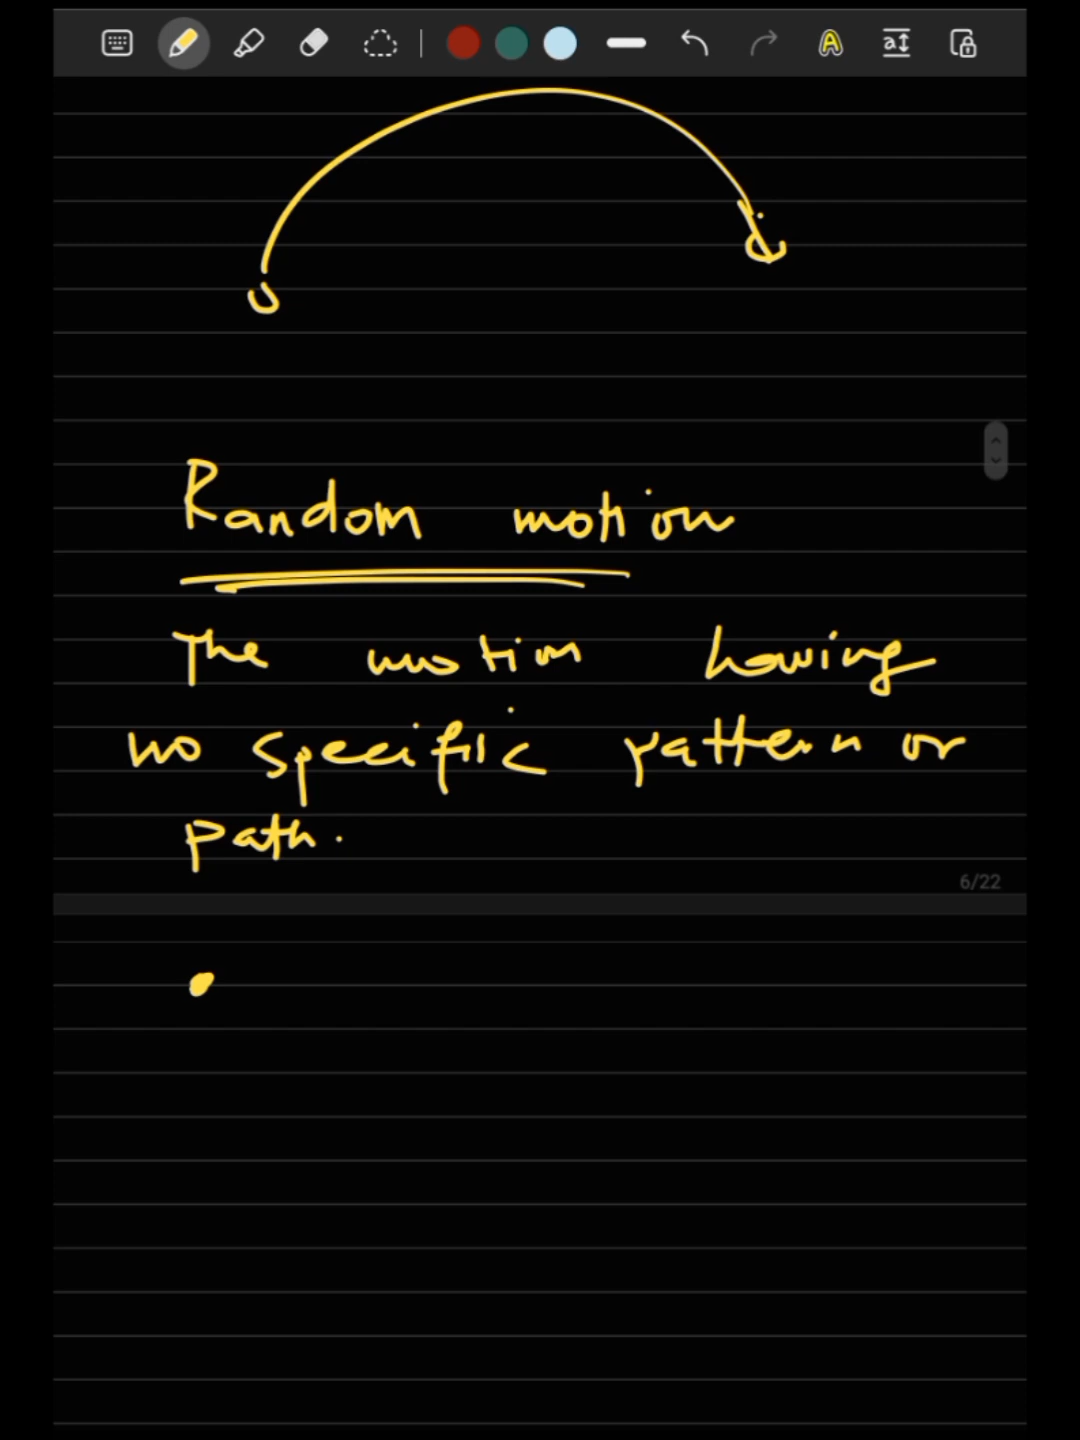 Random motion
The motion having
no specific pattern or
path.
6/22